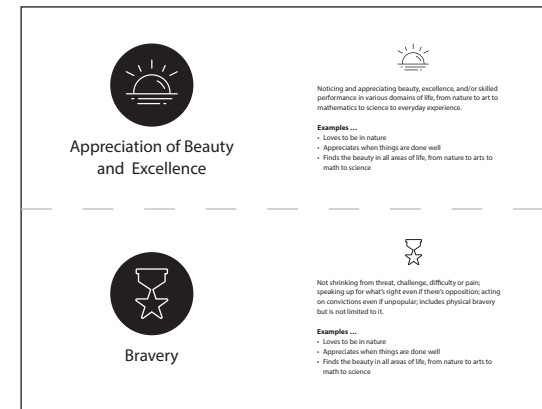 Appreciation of Beauty
and Excellence
Noticing and appreciating beauty, excellence, and/or skilled
performance in various domains of life, from nature to art to
mathematics to science to everyday experience.
Examples ...
• Loves to be in nature
• Appreciates when things are done well
• Finds the beauty in all areas of life, from nature to arts to
math to science
Bravery
Not shrinking from threat, challenge, difficulty or pain;
speaking up for what's right even if there's opposition; acting
on convictions even if unpopular; includes physical bravery
but is not limited to it.
Examples ...
• Loves to be in nature
• Appreciates when things are done well
• Finds the beauty in all areas of life, from nature to arts to
math to science